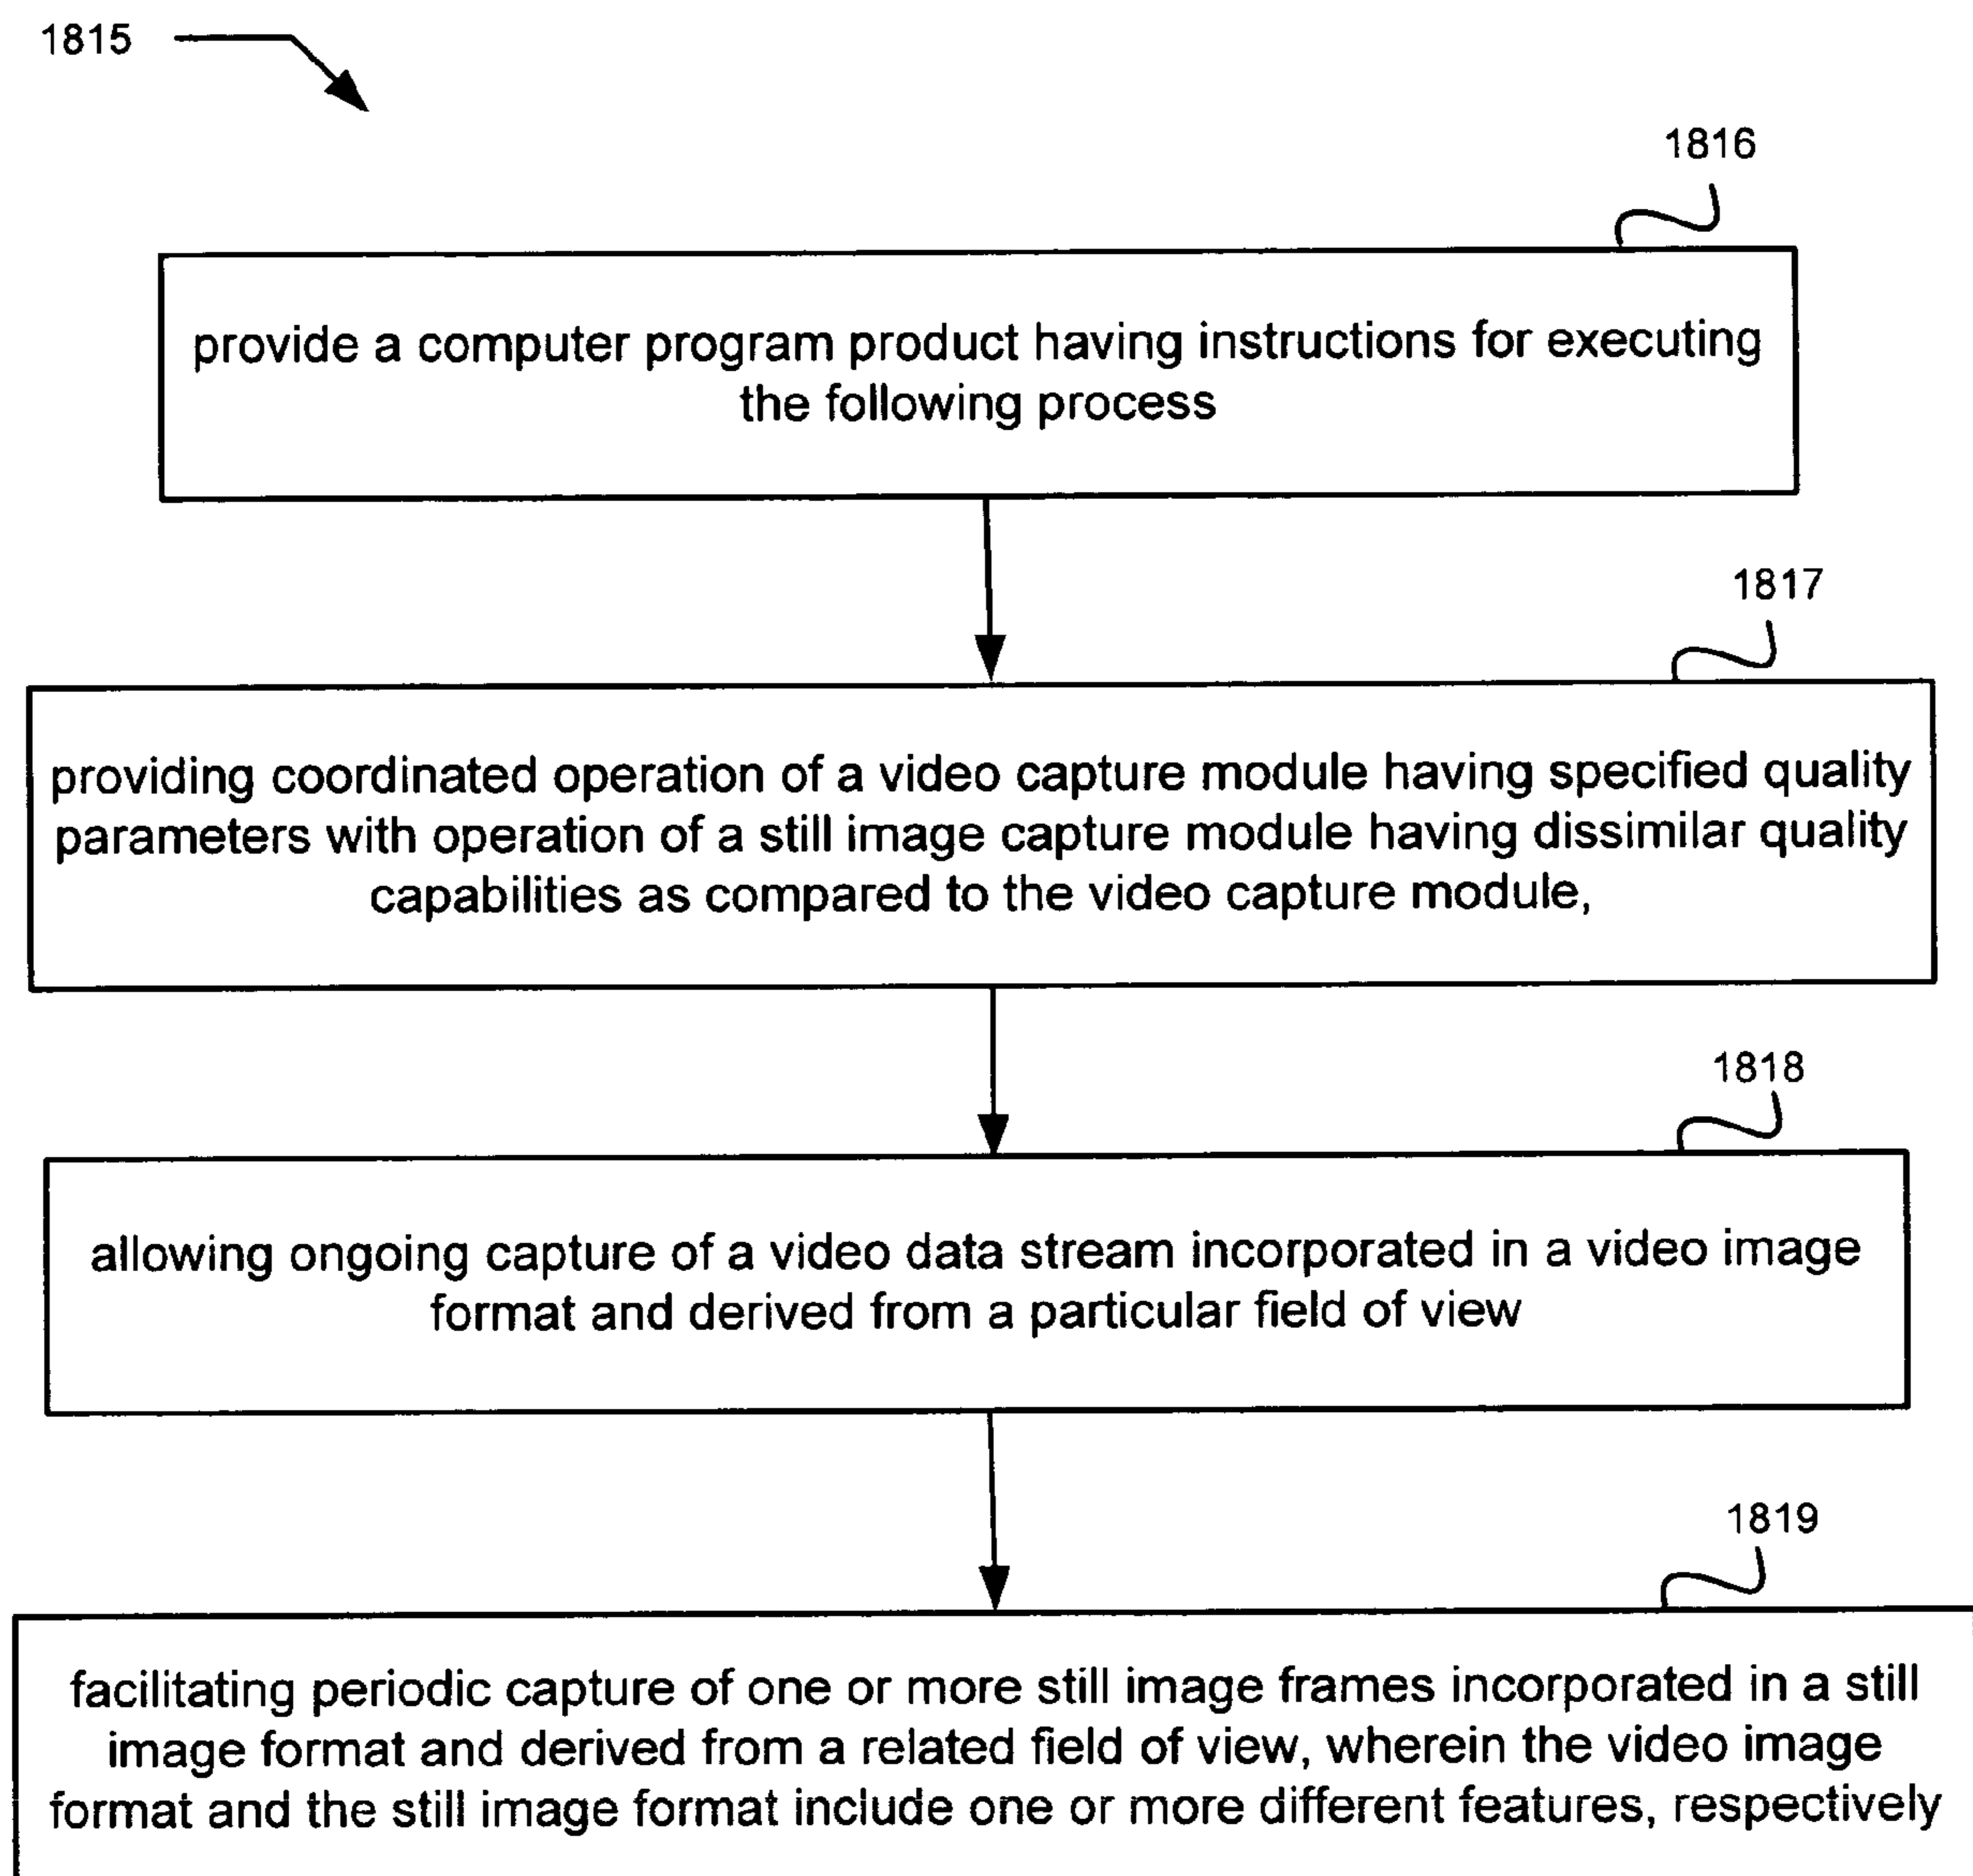 1815
1816
provide a computer program product having instructions for executing
the following process
1817
providing coordinated operation of a video capture module having specified quality
parameters with operation of a still image capture module having dissimilar quality
capabilities as compared to the video capture module,
1818
allowing ongoing capture of a video data stream incorporated in a video image
format and derived from a particular field of view
1819
facilitating periodic capture of one or more still image frames incorporated in a still
image format and derived from a related field of view, wherein the video image
format and the still image format include one or more different features, respectively